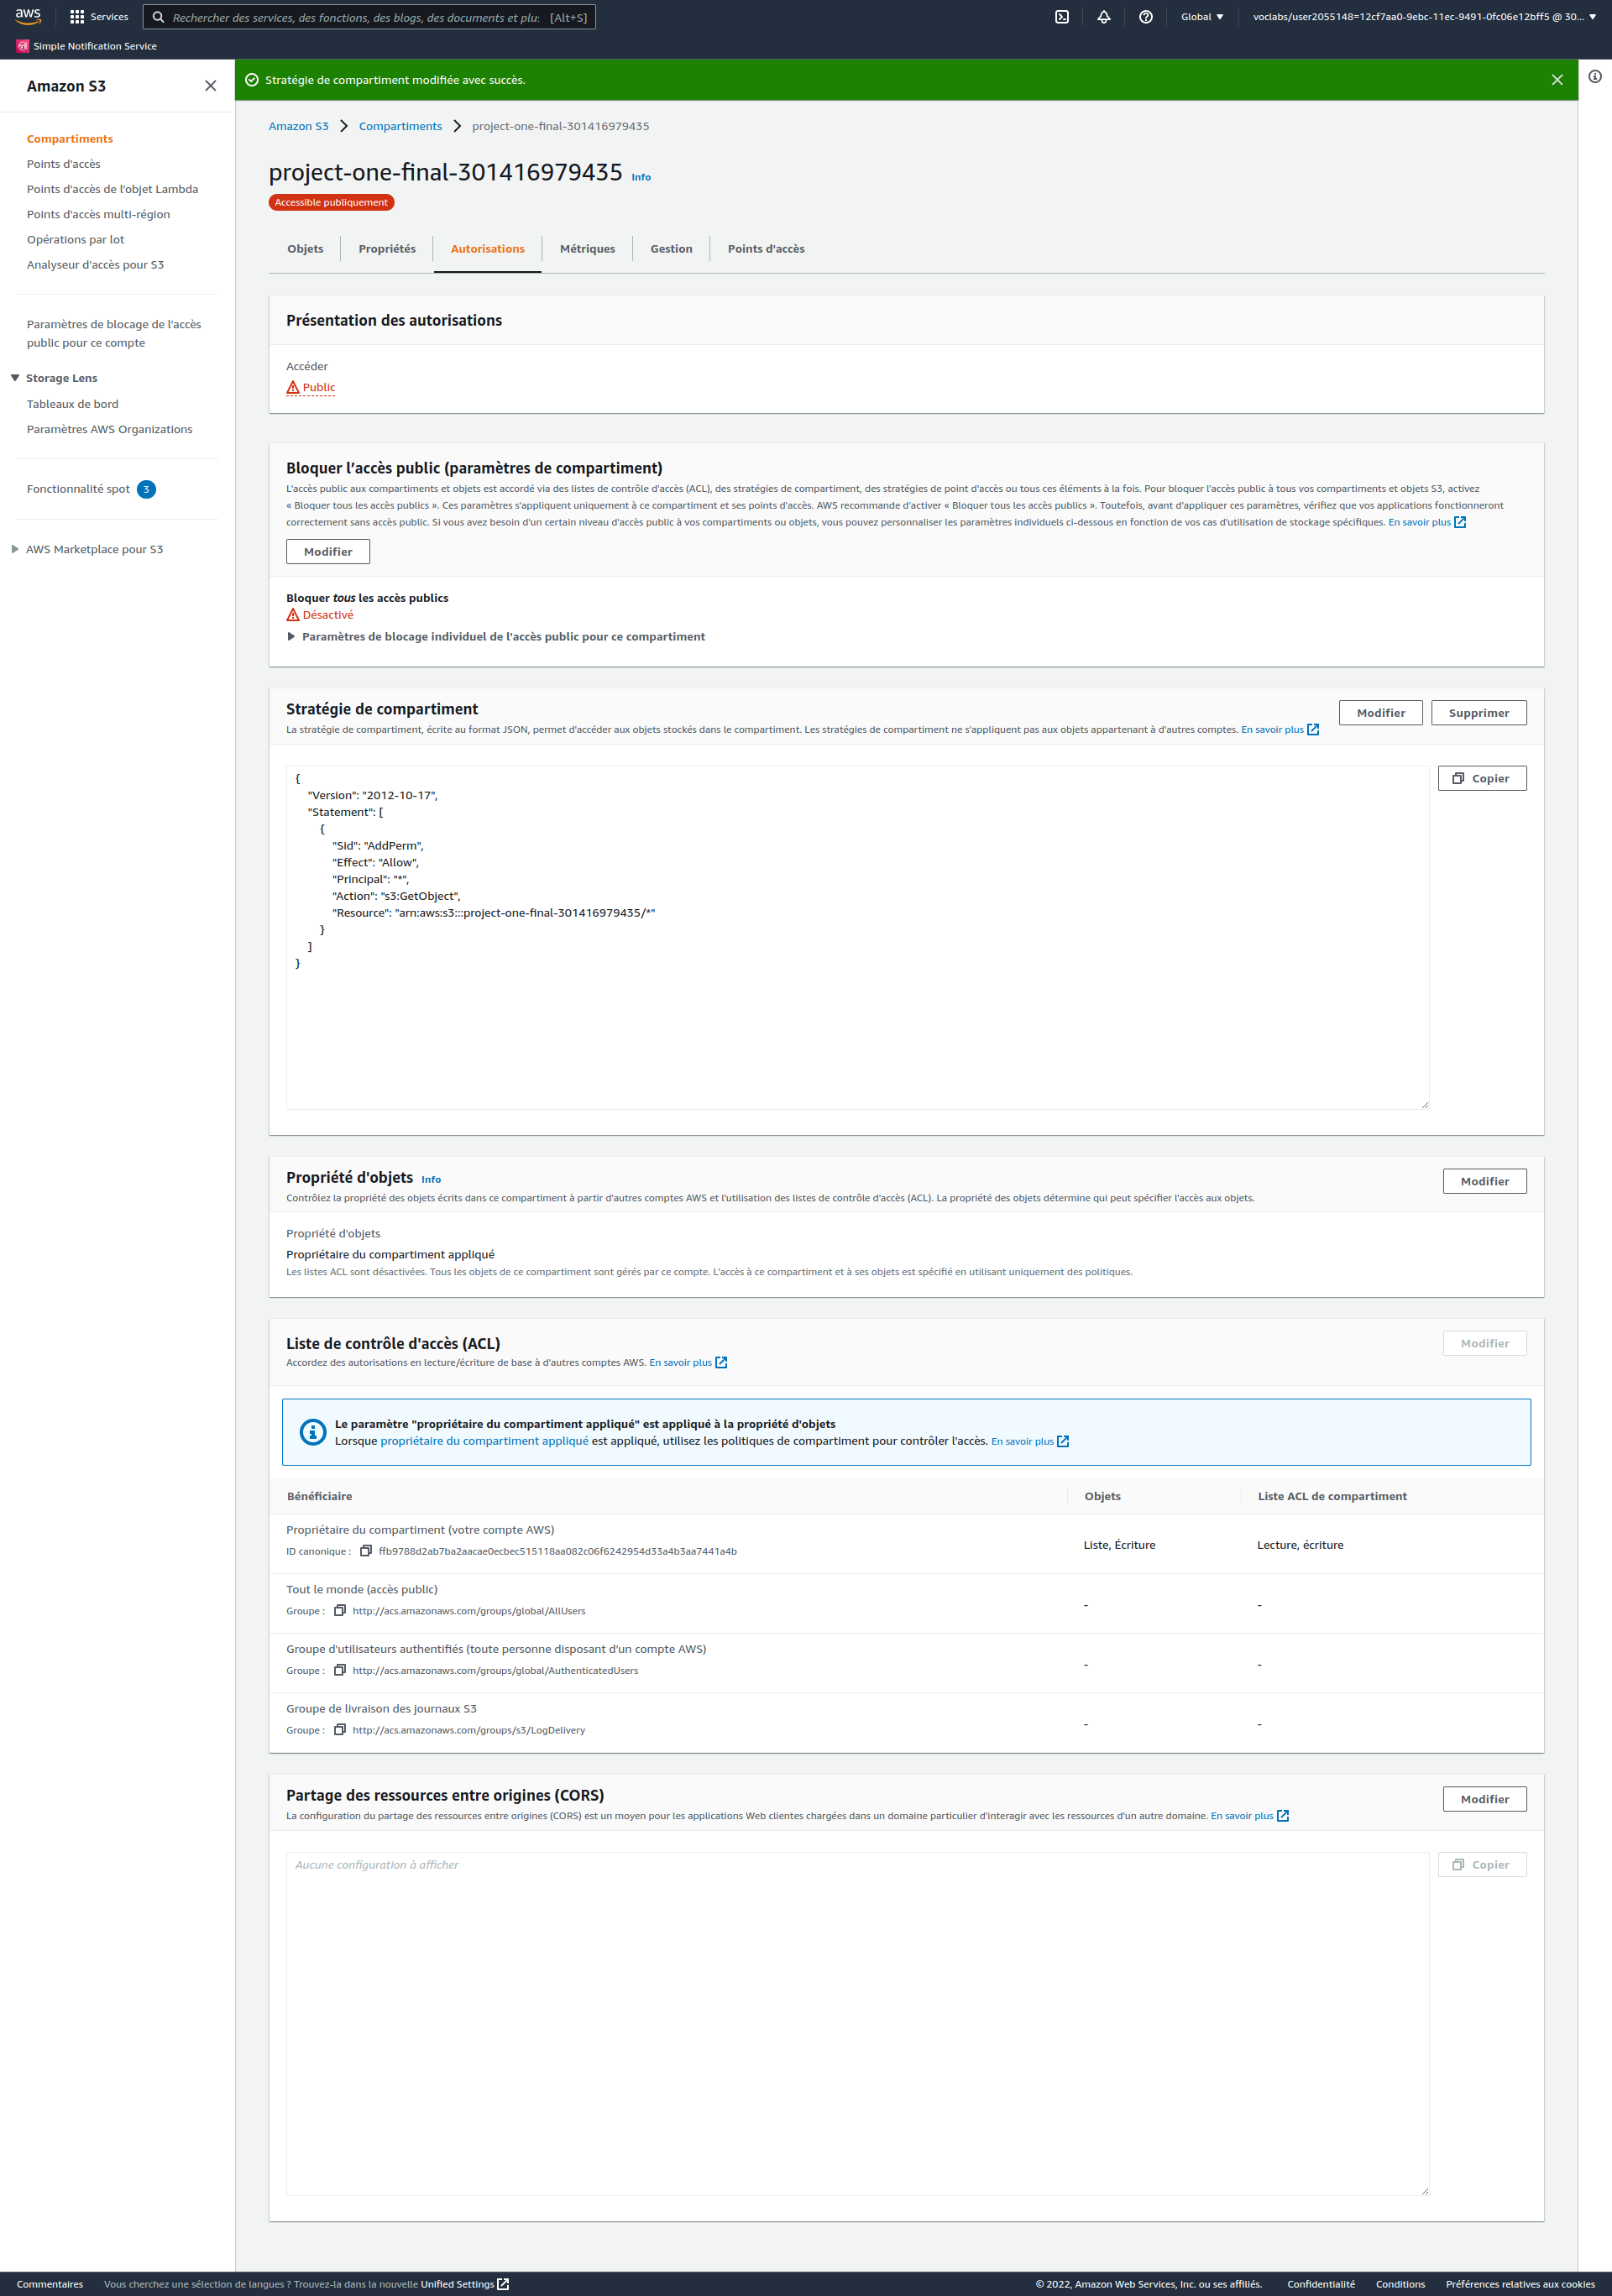 aws
Services
Rechercher des services, des fonctions, des blogs, des documents et plu: [Alt+S]
Global
voclabs/user2055148=12cf7aa0-9ebc-11ec-9491-0fc06e12bff5 @ 30...
Simple Notification Service
Amazon S3
Compartiments
Points d'accès
Points d'accès de l'objet Lambda
Points d'accès multi-région
Opérations par lot
Analyseur d'accès pour S3
Paramètres de blocage de l'accès
public pour ce compte
Storage Lens
Tableaux de bord
Paramètres AWS Organizations
Fonctionnalité spot 3
AWS Marketplace pour S3
Stratégie de compartiment modifiée avec succès.
Amazon S3 > Compartiments > project-one-final-301416979435
project-one-final-301416979435 Info
Accessible publiquement
Objets
Propriétés
Autorisations
Métriques
Gestion
Points d'accès
Présentation des autorisations
Accéder
Public
Bloquer l'accès public (paramètres de compartiment)
L'accès public aux compartiments et objets est accordé via des listes de contrôle d'accès (ACL), des stratégies de compartiment, des stratégies de point d'accès ou tous ces éléments à la fois. Pour bloquer l'accès public à tous vos compartiments et objets S3, activez
« Bloquer tous les accès publics ». Ces paramètres s'appliquent uniquement à ce compartiment et ses points d'accès. AWS recommande d'activer « Bloquer tous les accès publics ». Toutefois, avant d'appliquer ces paramètres, vérifiez que vos applications fonctionneront
correctement sans accès public. Si vous avez besoin d'un certain niveau d'accès public à vos compartiments ou objets, vous pouvez personnaliser les paramètres individuels ci-dessous en fonction de vos cas d'utilisation de stockage spécifiques. En savoir plus
Modifier
Bloquer tous les accès publics
Désactivé
Paramètres de blocage individuel de l'accès public pour ce compartiment
Stratégie de compartiment
La stratégie de compartiment, écrite au format JSON, permet d'accéder aux objets stockés dans le compartiment. Les stratégies de compartiment ne s'appliquent pas aux objets appartenant à d'autres comptes. En savoir plus
Modifier
Supprimer
Copier
{
"Version": "2012-10-17",
"Statement": [
{
"Sid": "AddPerm",
"Effect": "Allow",
"Principal": "*",
"Action": "s3:GetObject",
"Resource": "arn:aws:s3:::project-one-final-301416979435/*"
}
]
}
Propriété d'objets Info
Contrôlez la propriété des objets écrits dans ce compartiment à partir d'autres comptes AWS et l'utilisation des listes de contrôle d'accès (ACL). La propriété des objets détermine qui peut spécifier l'accès aux objets.
Modifier
Propriété d'objets
Propriétaire du compartiment appliqué
Les listes ACL sont désactivées. Tous les objets de ce compartiment sont gérés par ce compte. L'accès à ce compartiment et à ses objets est spécifié en utilisant uniquement des politiques.
Liste de contrôle d'accès (ACL)
Accordez des autorisations en lecture/écriture de base à d'autres comptes AWS. En savoir plus
Modifier
Le paramètre "propriétaire du compartiment appliqué" est appliqué à la propriété d'objets
Lorsque propriétaire du compartiment appliqué est appliqué, utilisez les politiques de compartiment pour contrôler l'accès. En savoir plus
Bénéficiaire
Objets
Liste ACL de compartiment
Propriétaire du compartiment (votre compte AWS)
ID canonique : ffb9788d2ab7ba2aacae0ecbec515118aa082c06f6242954d33a4b3aa7441a4b
Liste, Écriture
Lecture, écriture
Tout le monde (accès public)
Groupe : http://acs.amazonaws.com/groups/global/AllUsers
-
-
Groupe d'utilisateurs authentifiés (toute personne disposant d'un compte AWS)
Groupe : http://acs.amazonaws.com/groups/global/AuthenticatedUsers
-
-
Groupe de livraison des journaux S3
Groupe : http://acs.amazonaws.com/groups/s3/LogDelivery
-
-
Partage des ressources entre origines (CORS)
La configuration du partage des ressources entre origines (CORS) est un moyen pour les applications Web clientes chargées dans un domaine particulier d'interagir avec les ressources d'un autre domaine. En savoir plus
Modifier
Aucune configuration à afficher
Copier
Commentaires
Vous cherchez une sélection de langues ? Trouvez-la dans la nouvelle Unified Settings
© 2022, Amazon Web Services, Inc. ou ses affiliés.
Confidentialité
Conditions
Préférences relatives aux cookies